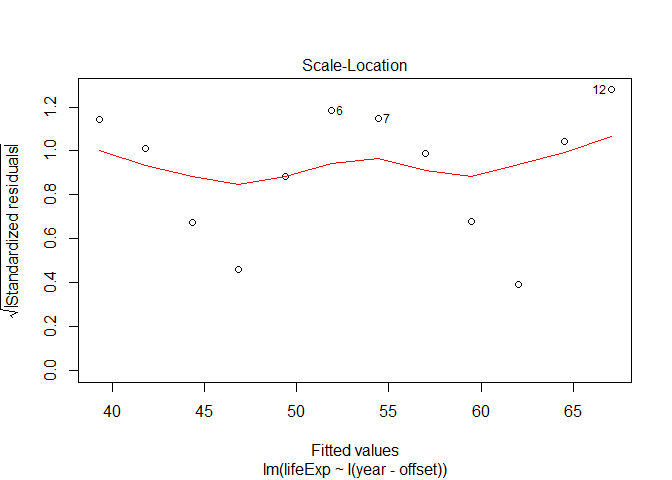 Scale-Location
√|Standardized residuals|
0.0 0.2 0.4 0.6 0.8 1.0 1.2
6
7
12
40 45 50 55 60 65
Fitted values
lm(lifeExp ~ I(year - offset))